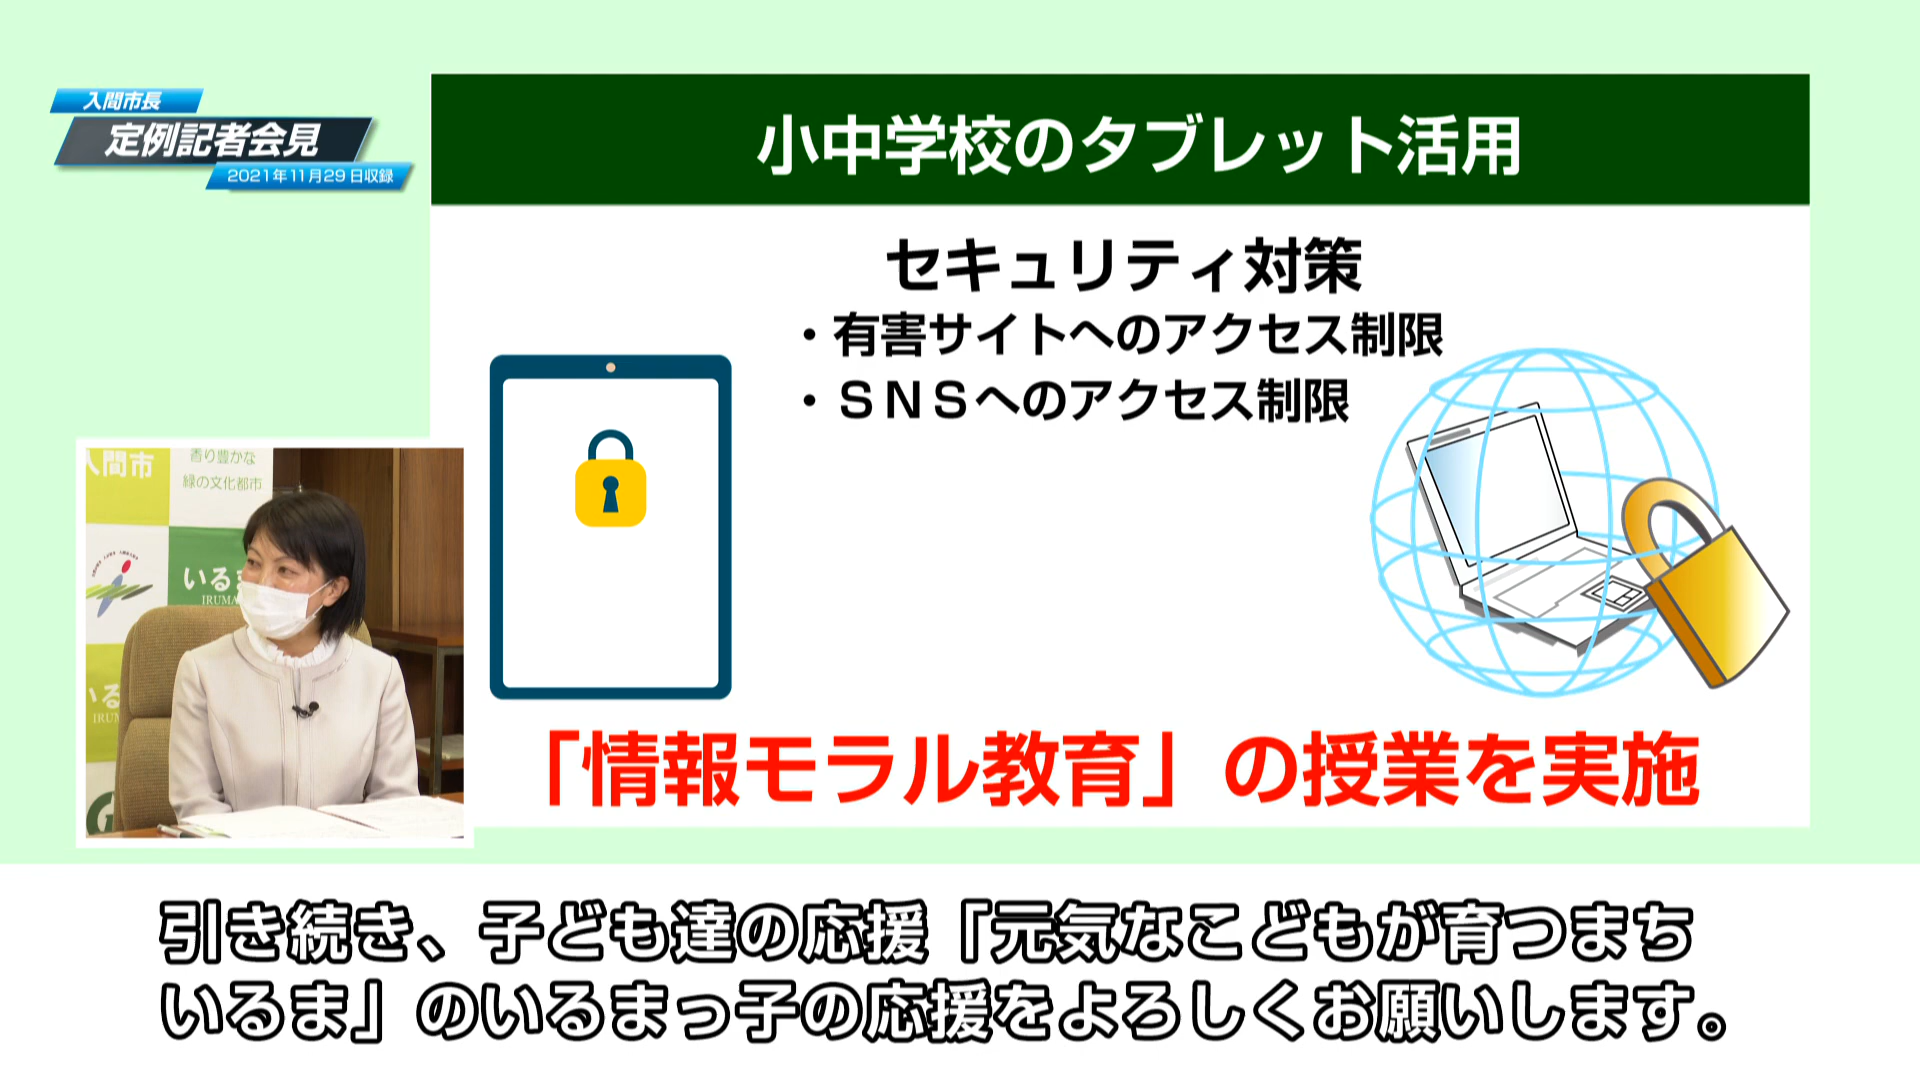 入間市長
定例記者会見
2021年11月29日収録
小中学校のタブレット活用
セキュリティ対策
・有害サイトへのアクセス制限
・ＳＮＳへのアクセス制限
「情報モラル教育」の授業を実施
入間市
香り豊かな
緑の文化都市
いるま
IRUMA
いる
IRUM
引き続き、子ども達の応援「元気なこどもが育つまち
いるま」のいるまっ子の応援をよろしくお願いします。